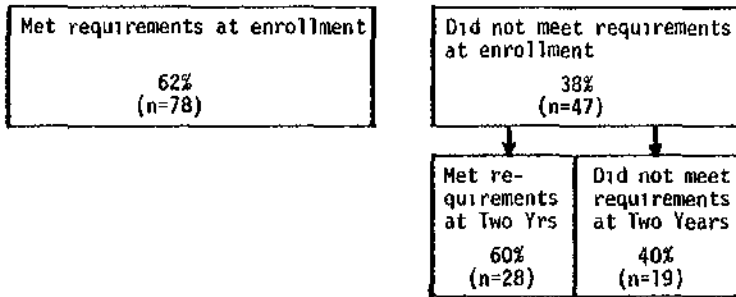 Met requirements at enrollment
62%
(n=78)
Did not meet requirements
at enrollment
38%
(n=47)
Met re-
quirements
at Two Yrs
60%
(n=28)
Did not meet
requirements
at Two Years
40%
(n=19)